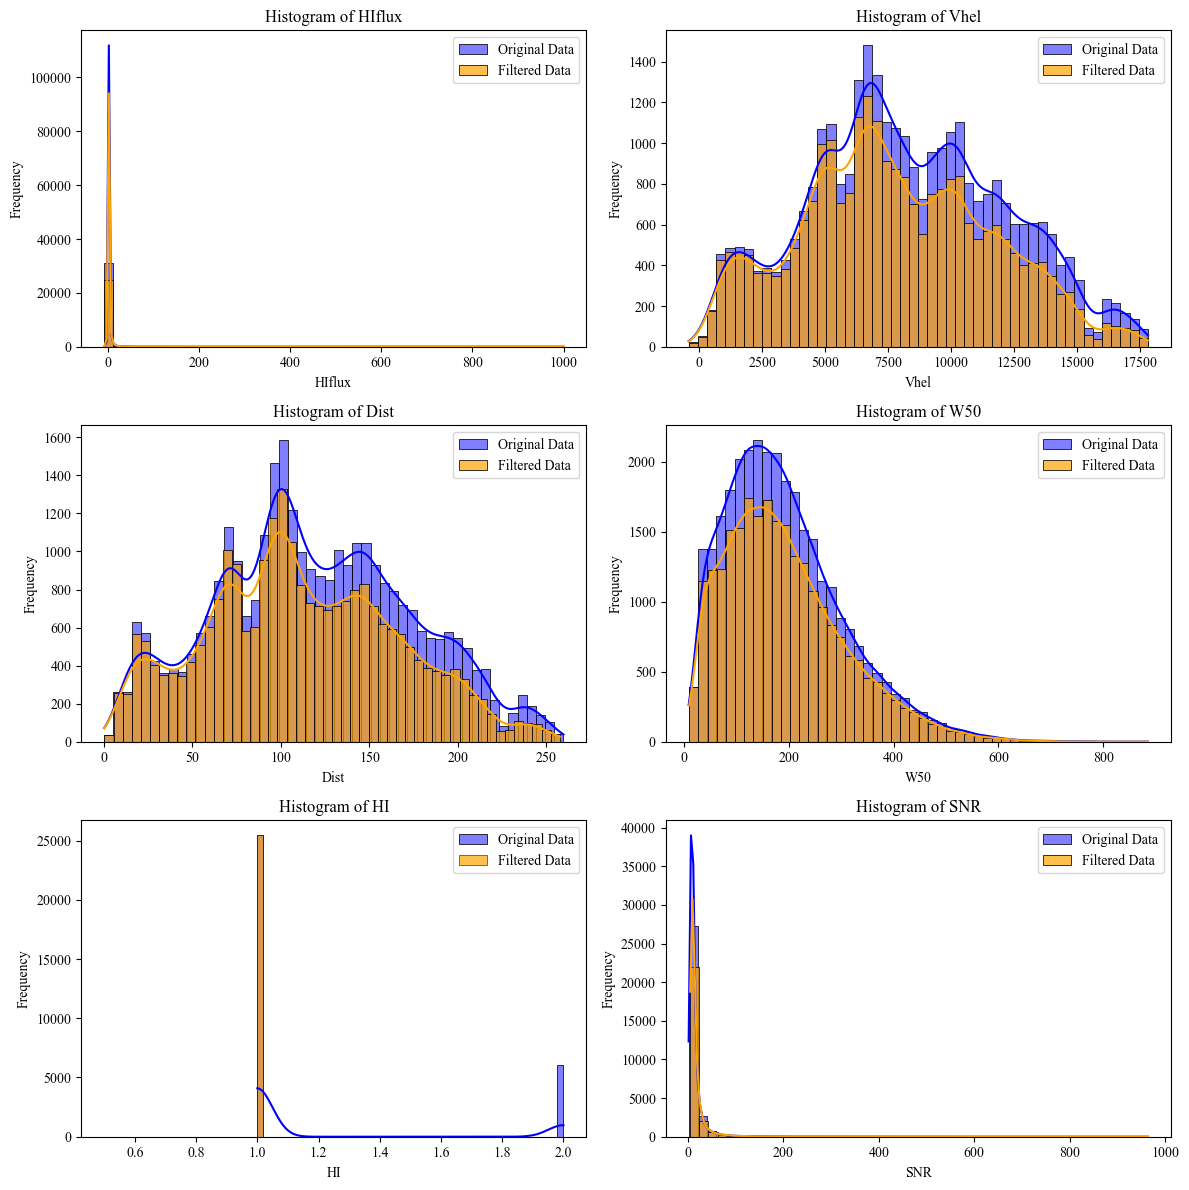 Histogram of HIflux
Original Data
Filtered Data
Frequency
100000
80000
60000
40000
20000
0
0 200 400 600 800 1000
HIflux
Histogram of Vhel
Original Data
Filtered Data
Frequency
1400
1200
1000
800
600
400
200
0
0 2500 5000 7500 10000 12500 15000 17500
Vhel
Histogram of Dist
Original Data
Filtered Data
Frequency
1600
1400
1200
1000
800
600
400
200
0
0 50 100 150 200 250
Dist
Histogram of W50
Original Data
Filtered Data
Frequency
2000
1500
1000
500
0
0 200 400 600 800
W50
Histogram of HI
Original Data
Filtered Data
Frequency
25000
20000
15000
10000
5000
0
0.6 0.8 1.0 1.2 1.4 1.6 1.8 2.0
HI
Histogram of SNR
Original Data
Filtered Data
Frequency
40000
35000
30000
25000
20000
15000
10000
5000
0
0 200 400 600 800 1000
SNR